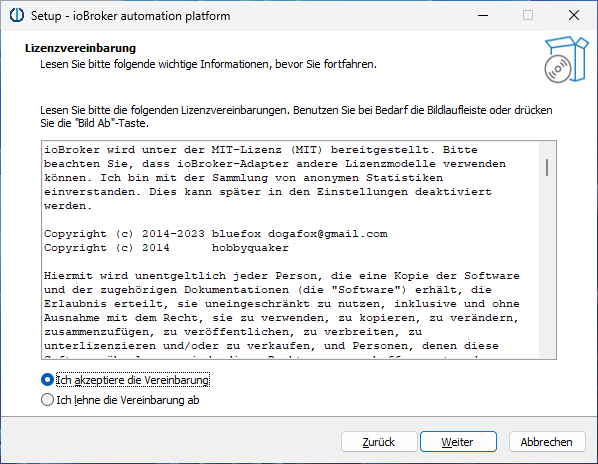 Setup - ioBroker automation platform
Lizenzvereinbarung
Lesen Sie bitte folgende wichtige Informationen, bevor Sie fortfahren.
Lesen Sie bitte die folgenden Lizenzvereinbarungen. Benutzen Sie bei Bedarf die Bildlaufleiste oder drücken
Sie die "Bild Ab"-Taste.
ioBroker wird unter der MIT-Lizenz (MIT) bereitgestellt. Bitte
beachten Sie, dass ioBroker-Adapter andere Lizenzmodelle verwenden
können. Ich bin mit der Sammlung von anonymen Statistiken
einverstanden. Dies kann später in den Einstellungen deaktiviert
werden.
Copyright (c) 2014-2023 bluefox dogafox@gmail.com
Copyright (c) 2014 hobbyquaker
Hiermit wird unentgeltlich jeder Person, die eine Kopie der Software
und der zugehörigen Dokumentationen (die "Software") erhält, die
Erlaubnis erteilt, sie uneingeschränkt zu nutzen, inklusive und ohne
Ausnahme mit dem Recht, sie zu verwenden, zu kopieren, zu verändern,
zusammenzufügen, zu veröffentlichen, zu verbreiten, zu
unterlizenzieren und/oder zu verkaufen, und Personen, denen diese
Ich akzeptiere die Vereinbarung
Ich lehne die Vereinbarung ab
Zurück
Weiter
Abbrechen